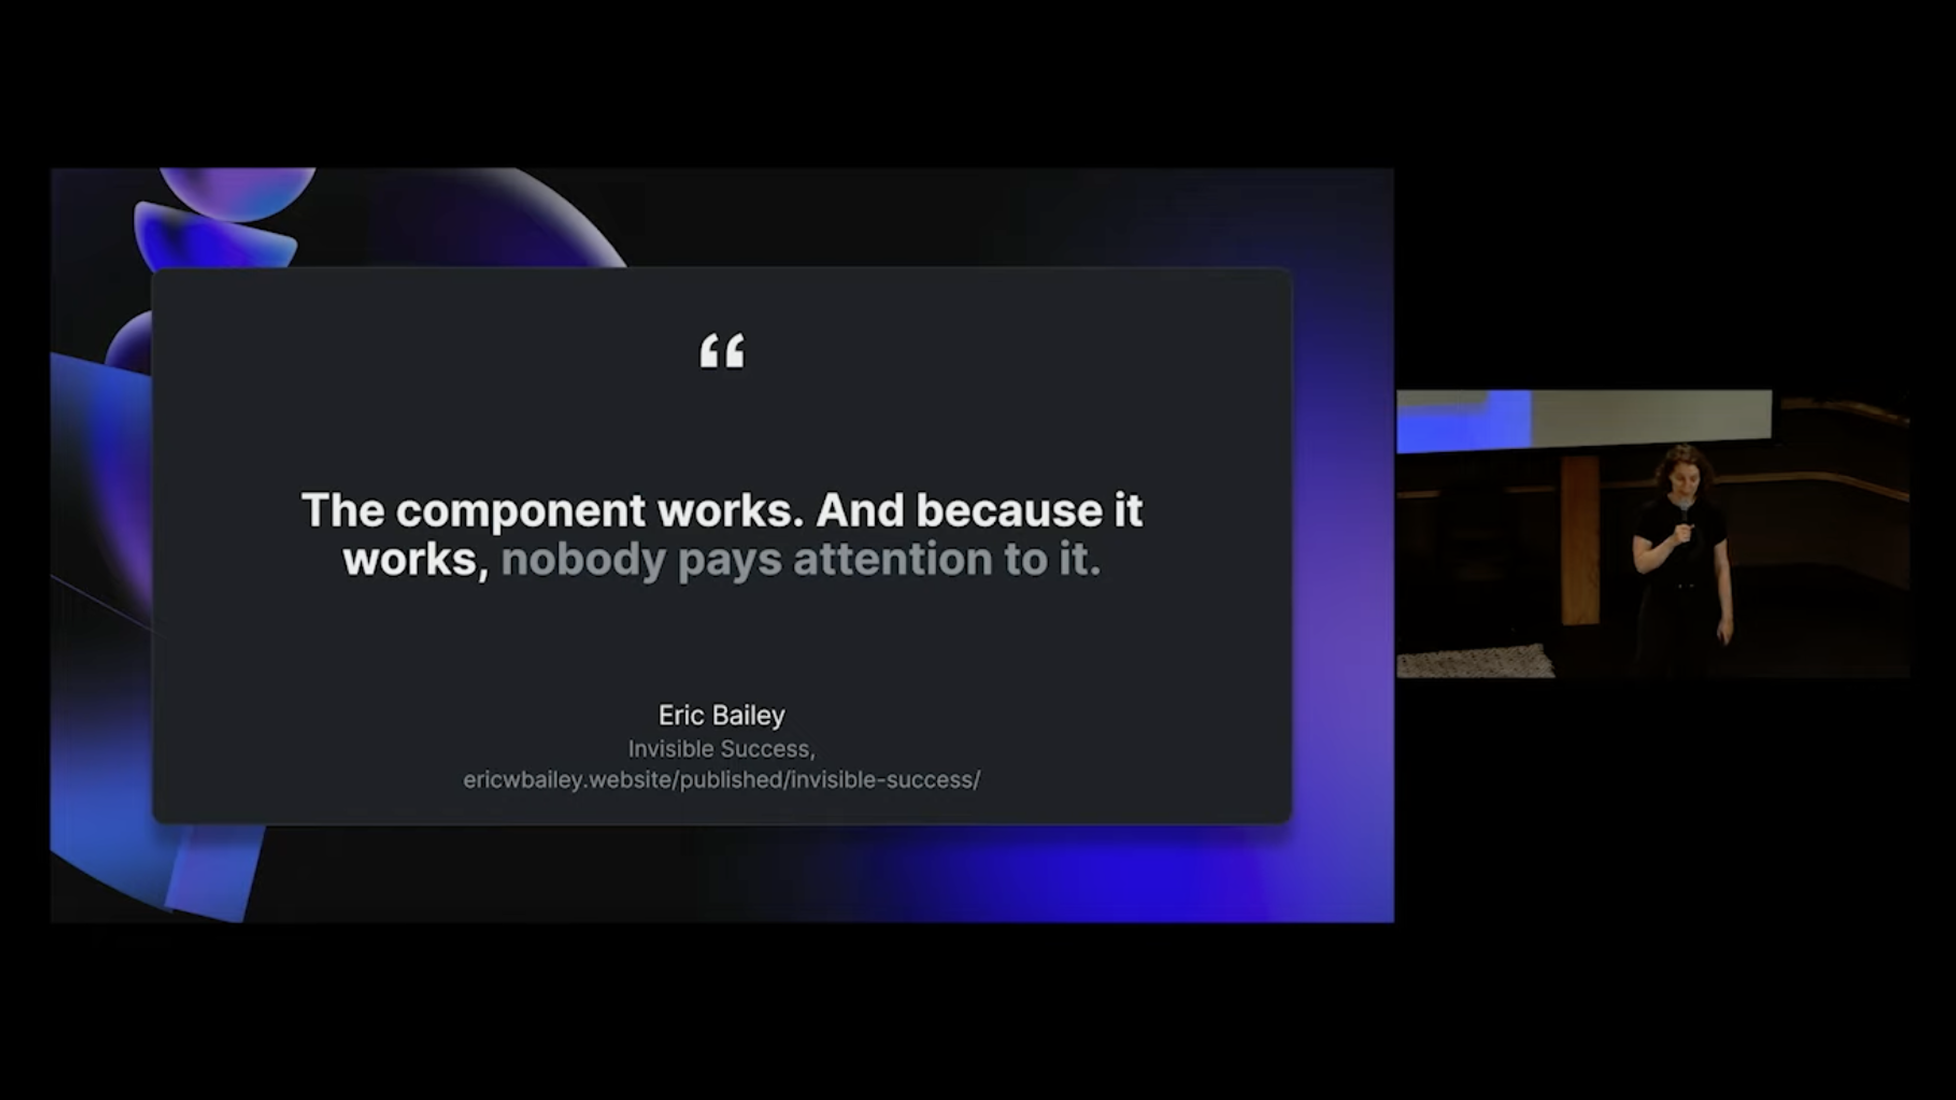 “
The component works. And because it
works, nobody pays attention to it.
Eric Bailey
Invisible Success,
ericwbailey.website/published/invisible-success/